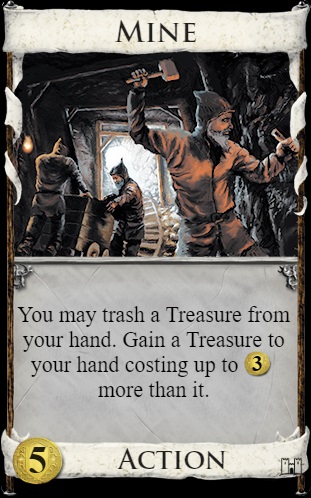 MINE
You may trash a Treasure from
your hand. Gain a Treasure to
your hand costing up to 3
more than it.
5 ACTION